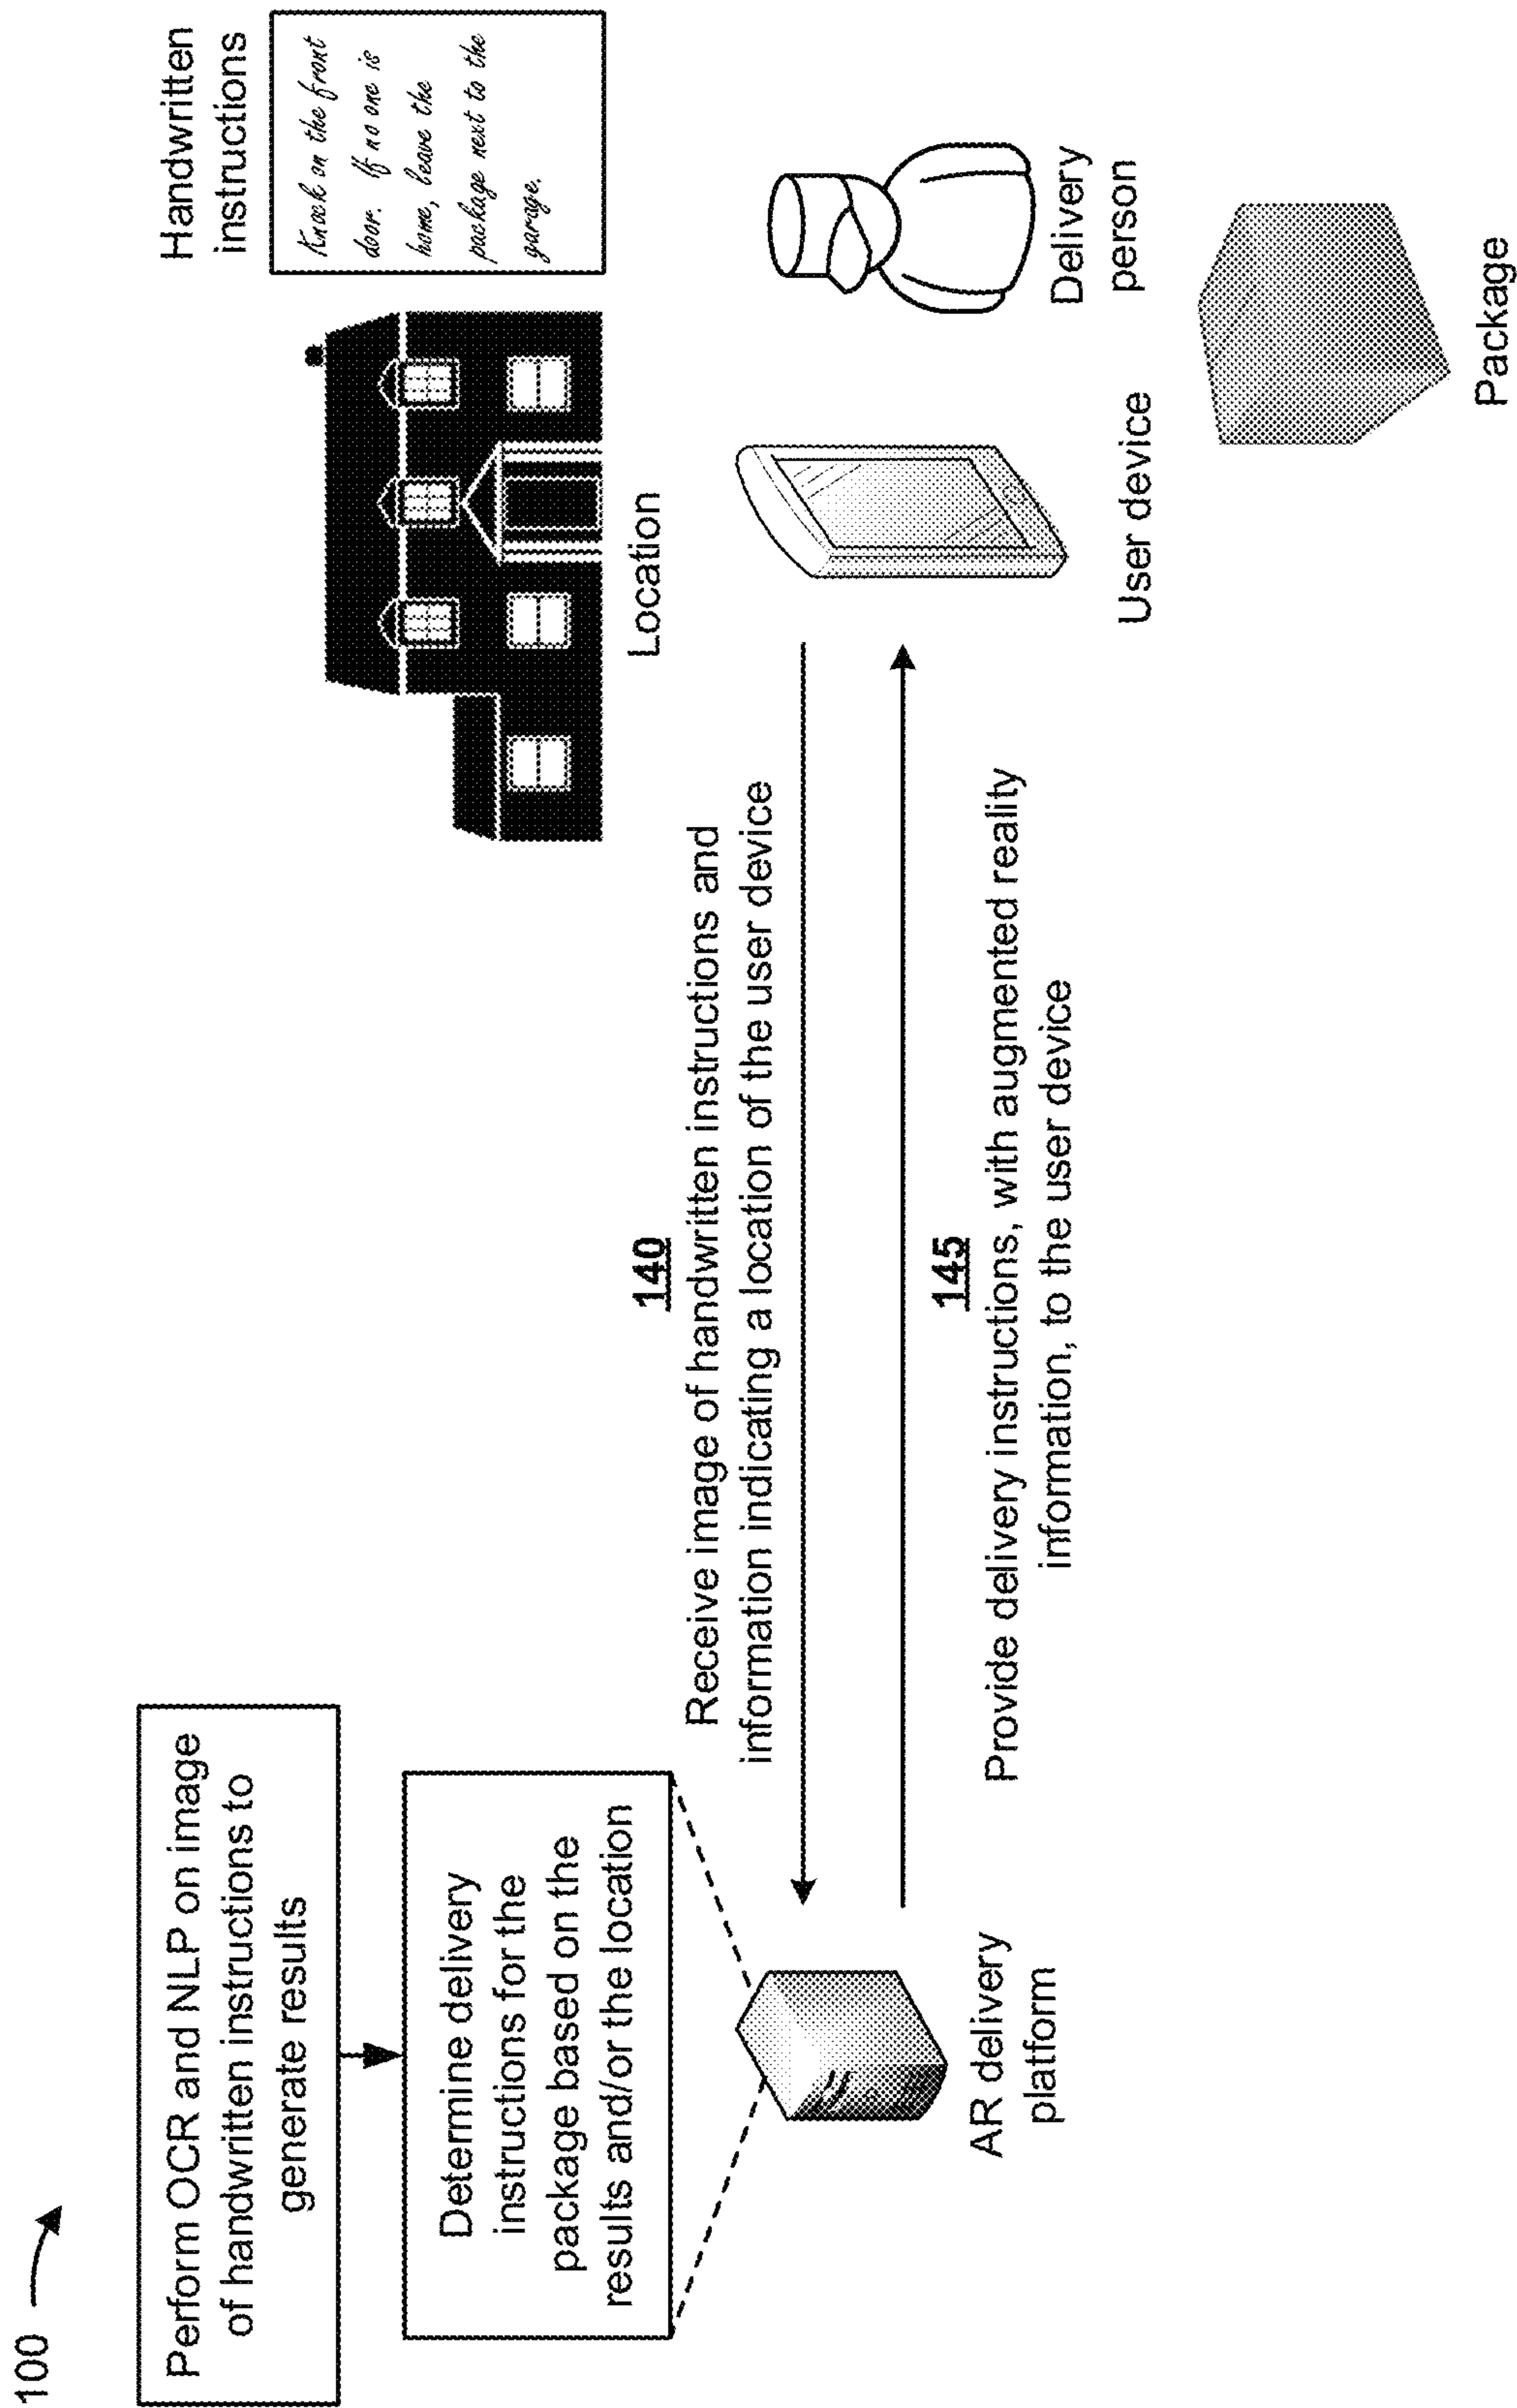 100
Perform OCR and NLP on image
of handwritten instructions to
generate results
Determine delivery
instructions for the
package based on the
results and/or the location
AR delivery
platform
140
Receive image of handwritten instructions and
information indicating a location of the user device
145
Provide delivery instructions, with augmented reality
information, to the user device
Handwritten
instructions
Knock on the front
door. If no one is
home, leave the
package next to the
garage.
Location
User device
Delivery
person
Package